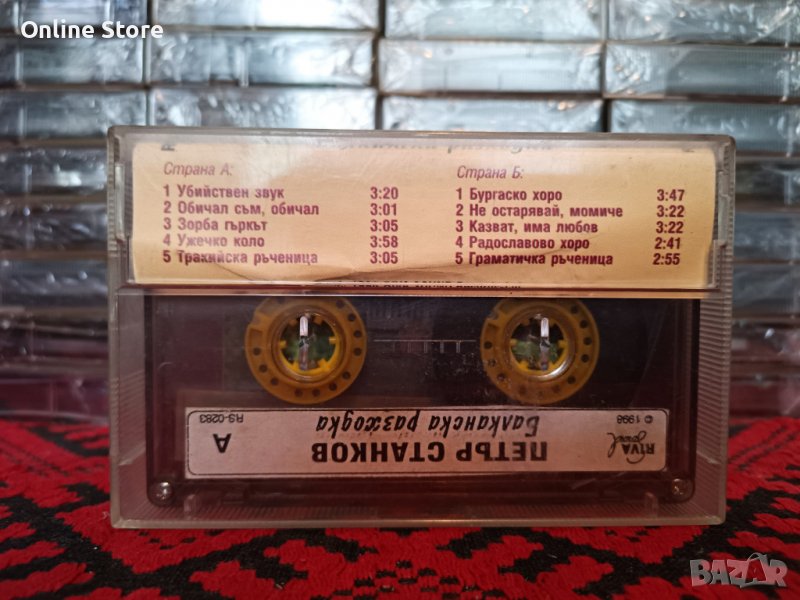 Online Store
Страна А:
1 Убийствен звук 3:20
2 Обичал съм, обичал 3:01
3 Зорба гъркът 3:05
4 Ужечко коло 3:58
5 Тракийска ръченица 3:05
Страна Б:
1 Бургаско хоро 3:47
2 Не остарявай, момиче 3:22
3 Казват, има любов 3:22
4 Радославово хоро 2:41
5 Граматичка ръченица 2:55
RIVA sound
© 1998
ПЕТЪР СТАНКОВ
Балканска разходка
A
RS-0283
BAZAR